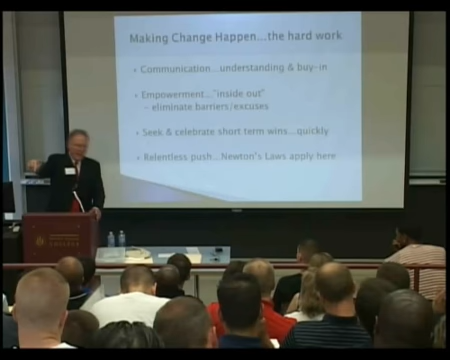 Making Change Happen...the hard work
• Communication...understanding & buy-in
• Empowerment..."inside out"
– eliminate barriers/excuses
• Seek & celebrate short term wins...quickly
• Relentless push...Newton's Laws apply here
COLLEGE